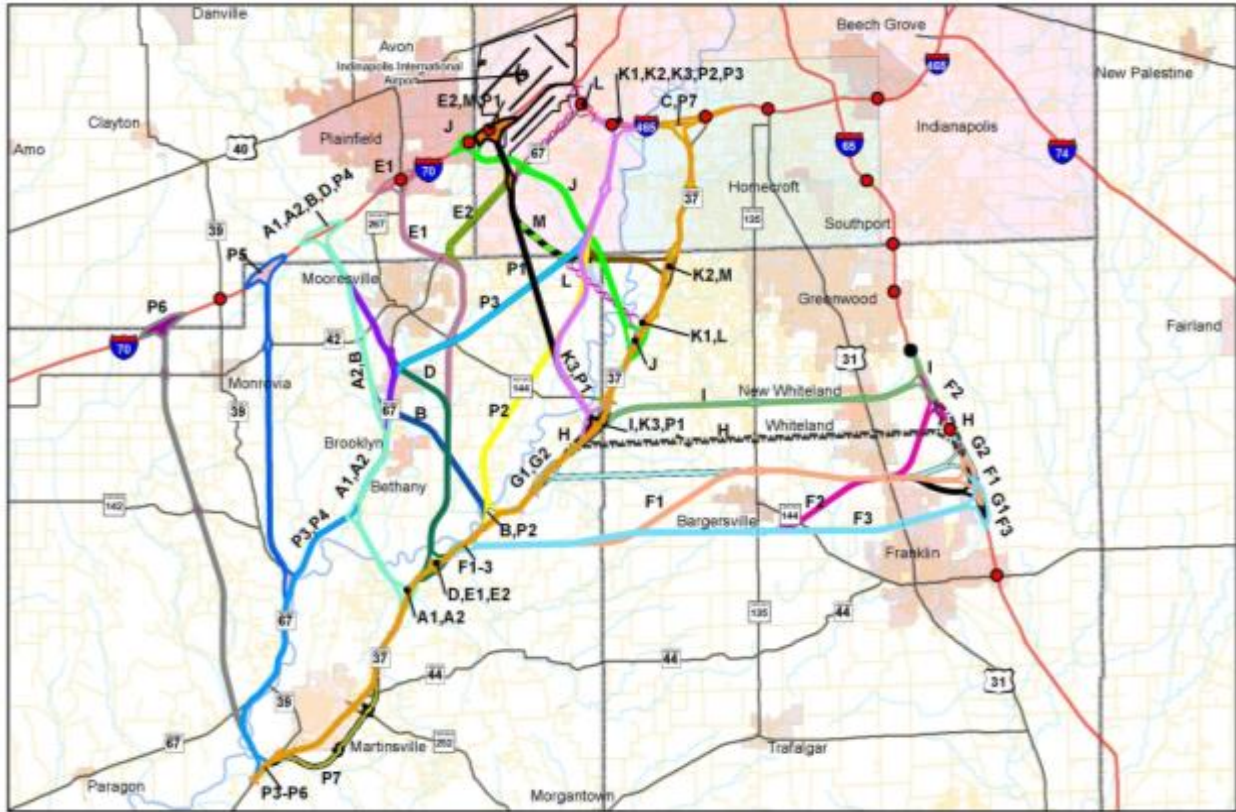 Danville
Beech Grove
Avon
Indianapolis International
Airport
K1,K2,K3,P2,P3
465
New Palestine
L
L
E2,M,P1
C,P7
465
Clayton
Plainfield
J
67
65
Indianapolis
Amo
40
E1
70
74
A1,A2,B,D,P4
J
37
Homecroft
39
267
E1
E2
135
Southport
M
P5
Mooresville
P1
K2,M
L
P3
Greenwood
P6
K1,L
Fairland
70
42
A2,B
K3,P1
J
31
Monrovia
D
144
37
I
39
P2
I
New Whiteland
F2
67
B
I,K3,P1
Whiteland
H
Brooklyn
H
H
G2
A1,A2
G1,G2
F1
Bethany
F1
F2
G1
142
P3,P4
144
F3
B,P2
Bargersville
F3
F1-3
Franklin
D,E1,E2
A1,A2
135
44
67
37
44
44
31
39
Martinsville
252
67
Trafalgar
P7
Paragon
P3-P6
Morgantown